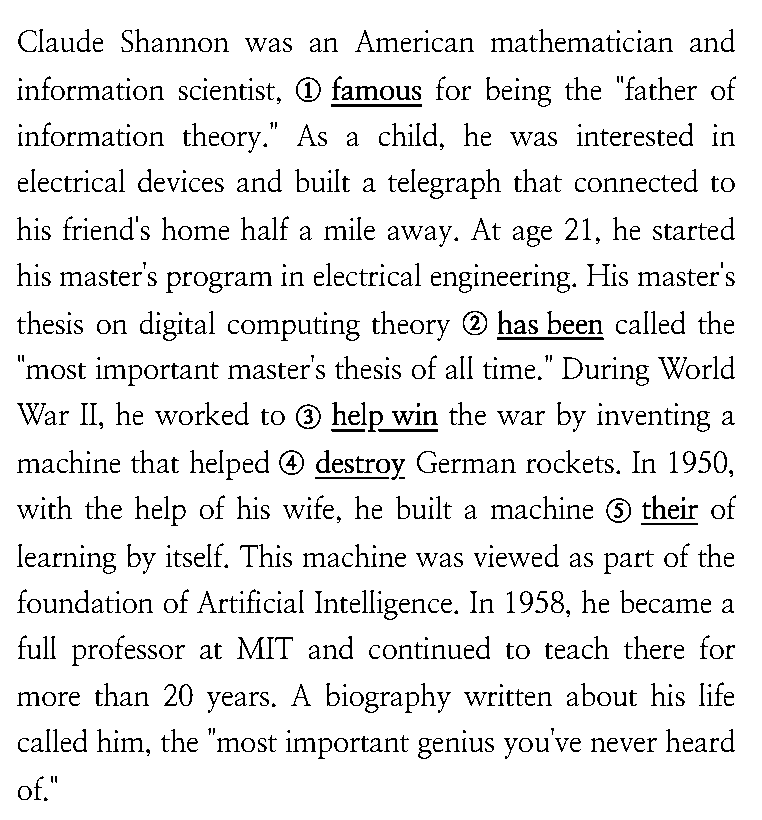 Claude Shannon was an American mathematician and
information scientist, ① famous for being the "father of
information theory." As a child, he was interested in
electrical devices and built a telegraph that connected to
his friend's home half a mile away. At age 21, he started
his master's program in electrical engineering. His master's
thesis on digital computing theory ② has been called the
"most important master's thesis of all time." During World
War II, he worked to ③ help win the war by inventing a
machine that helped ④ destroy German rockets. In 1950,
with the help of his wife, he built a machine ⑤ their of
learning by itself. This machine was viewed as part of the
foundation of Artificial Intelligence. In 1958, he became a
full professor at MIT and continued to teach there for
more than 20 years. A biography written about his life
called him, the "most important genius you've never heard
of."